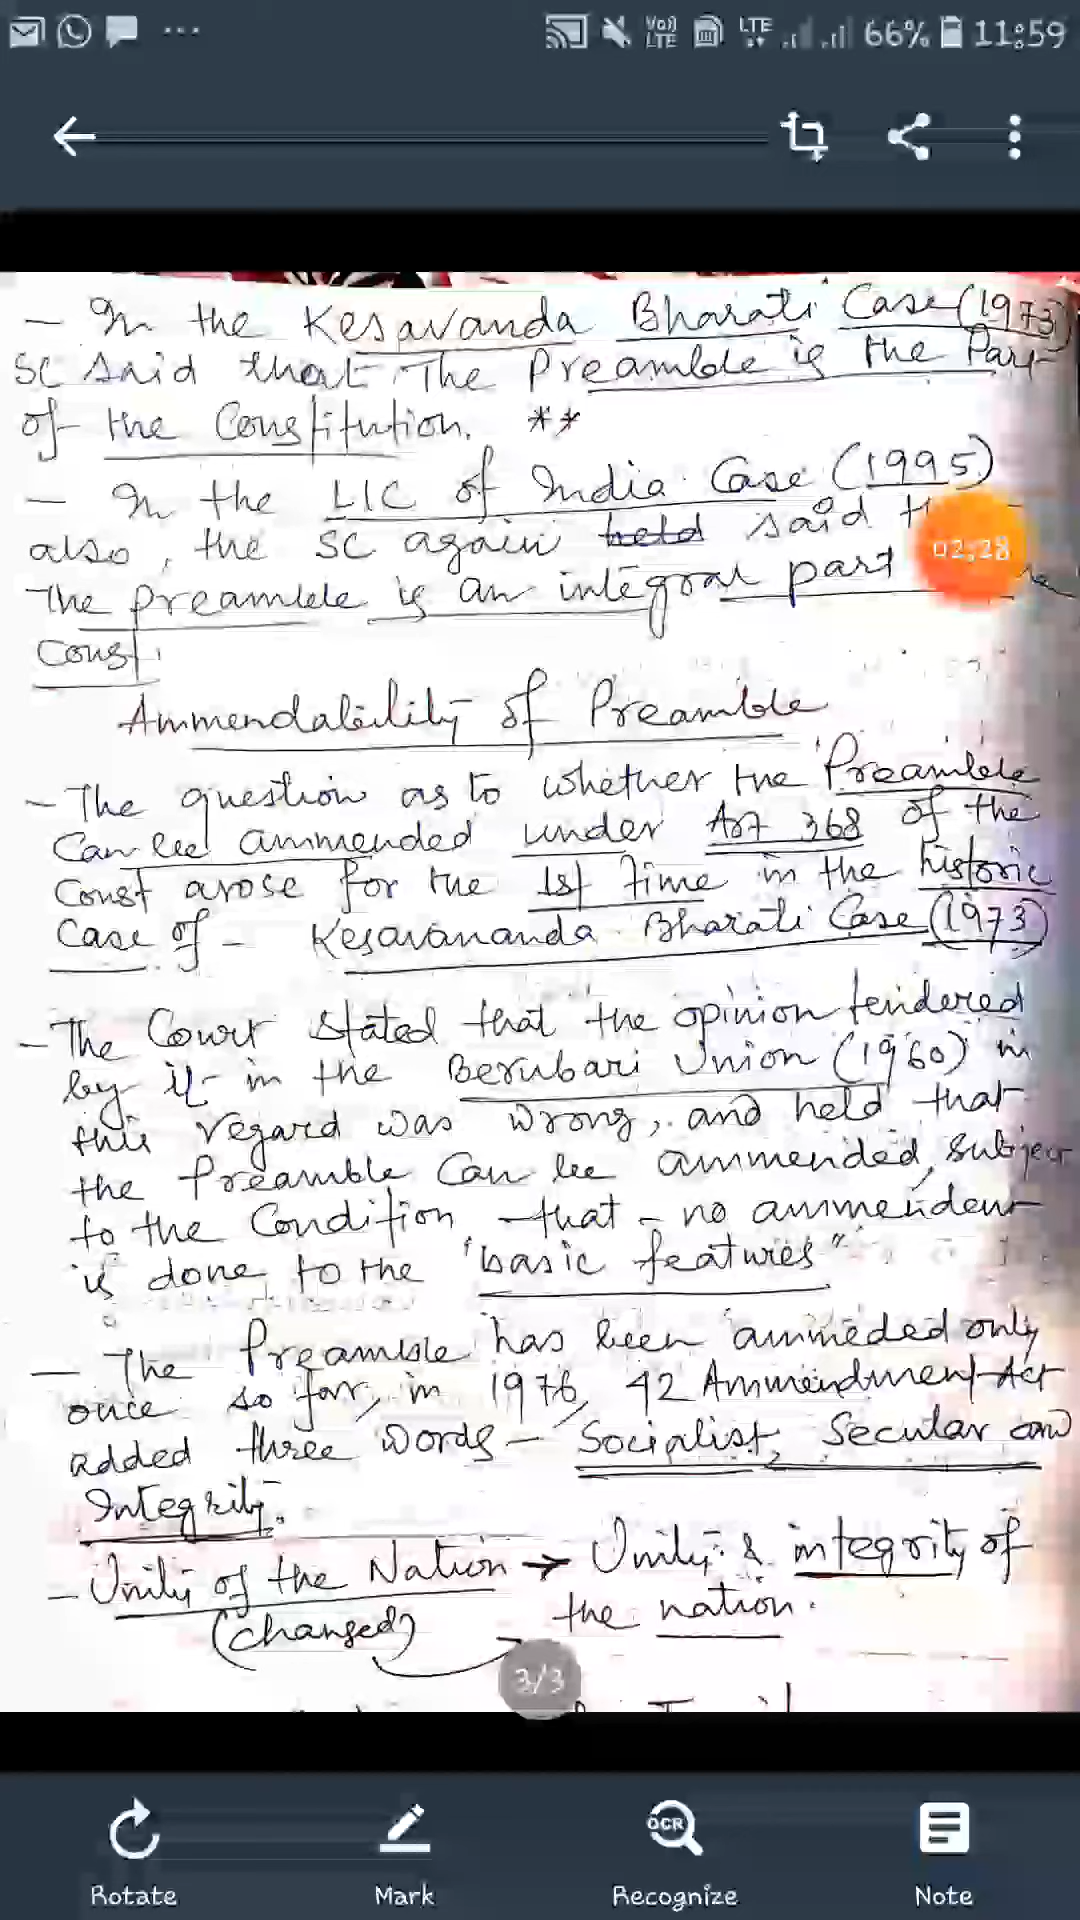 ... VoLTE LTE 66% 11:59
- In the Kesavanda Bharati Case (1973)
SC said that The Preamble is the Part
of the Constitution. **
- In the LIC of India Case (1995)
also, the SC again held said
02:28
The preamble is an integral part
Const.
Ammendability of Preamble
- The question as to whether the 'Preamble
Can be ammended under Art 368 of the
Const arose for the 1st time in the historic
Case of - Kesavananda Bharati Case (1973)
- The Court stated that the opinion tendered
by it in the Berubari Union (1960) in
this regard was wrong, and held that
the Preamble Can be ammended, subject
to the Condition that - no ammendent
is done to the 'basic features"
- The Preamble has been ammeded only
once so far, in 1976, 42 Ammendment Act
added three words - Socialist, Secular and
Integrity.
- Unity of the Nation → Unity & integrity of
(changed) the nation.
3/3
Rotate Mark OCR Recognize Note